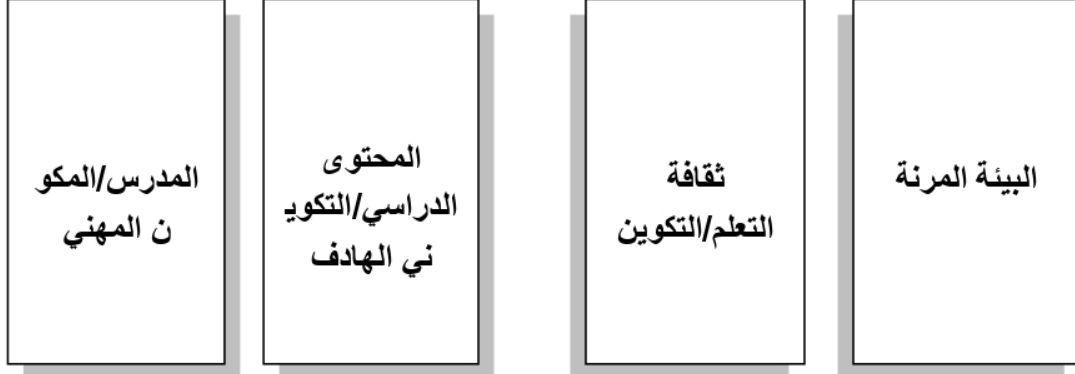 البيئة المرنة
ثقافة
التعلم/التكوين
المحتوى
الدراسي/التكوي
ني الهادف
المدرس/المكو
ن المهني